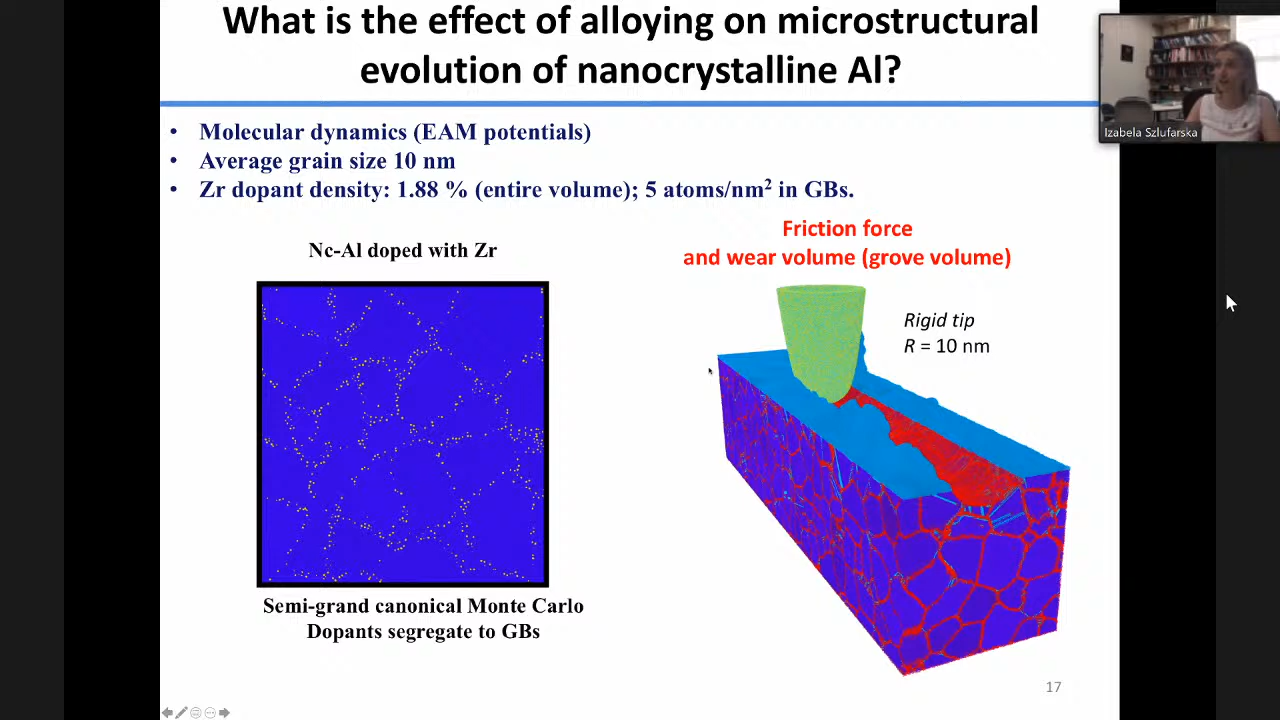 What is the effect of alloying on microstructural
evolution of nanocrystalline Al?
Izabela Szlufarska
• Molecular dynamics (EAM potentials)
• Average grain size 10 nm
• Zr dopant density: 1.88 % (entire volume); 5 atoms/nm² in GBs.
Nc-Al doped with Zr
Friction force
and wear volume (grove volume)
Rigid tip
R = 10 nm
Semi-grand canonical Monte Carlo
Dopants segregate to GBs
17